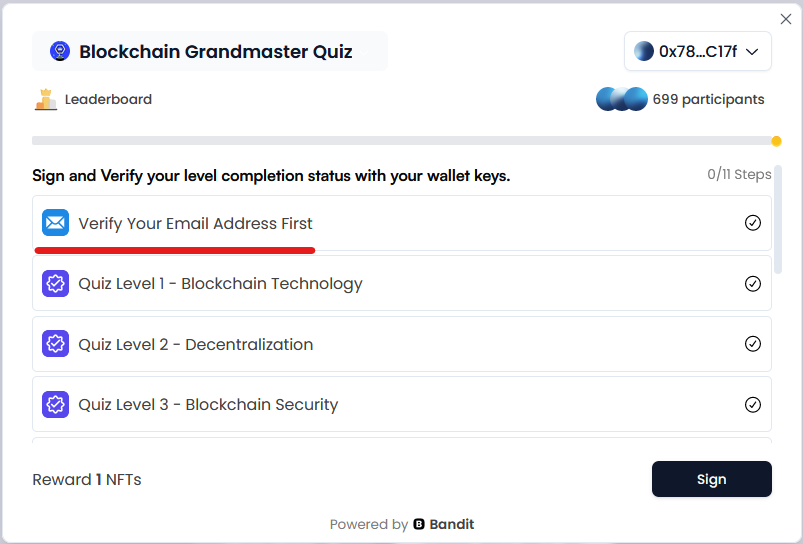 Blockchain Grandmaster Quiz
0x78...C17f
Leaderboard
699 participants
Sign and Verify your level completion status with your wallet keys.
0/11 Steps
Verify Your Email Address First
Quiz Level 1 - Blockchain Technology
Quiz Level 2 - Decentralization
Quiz Level 3 - Blockchain Security
Reward 1 NFTs
Sign
Powered by B Bandit